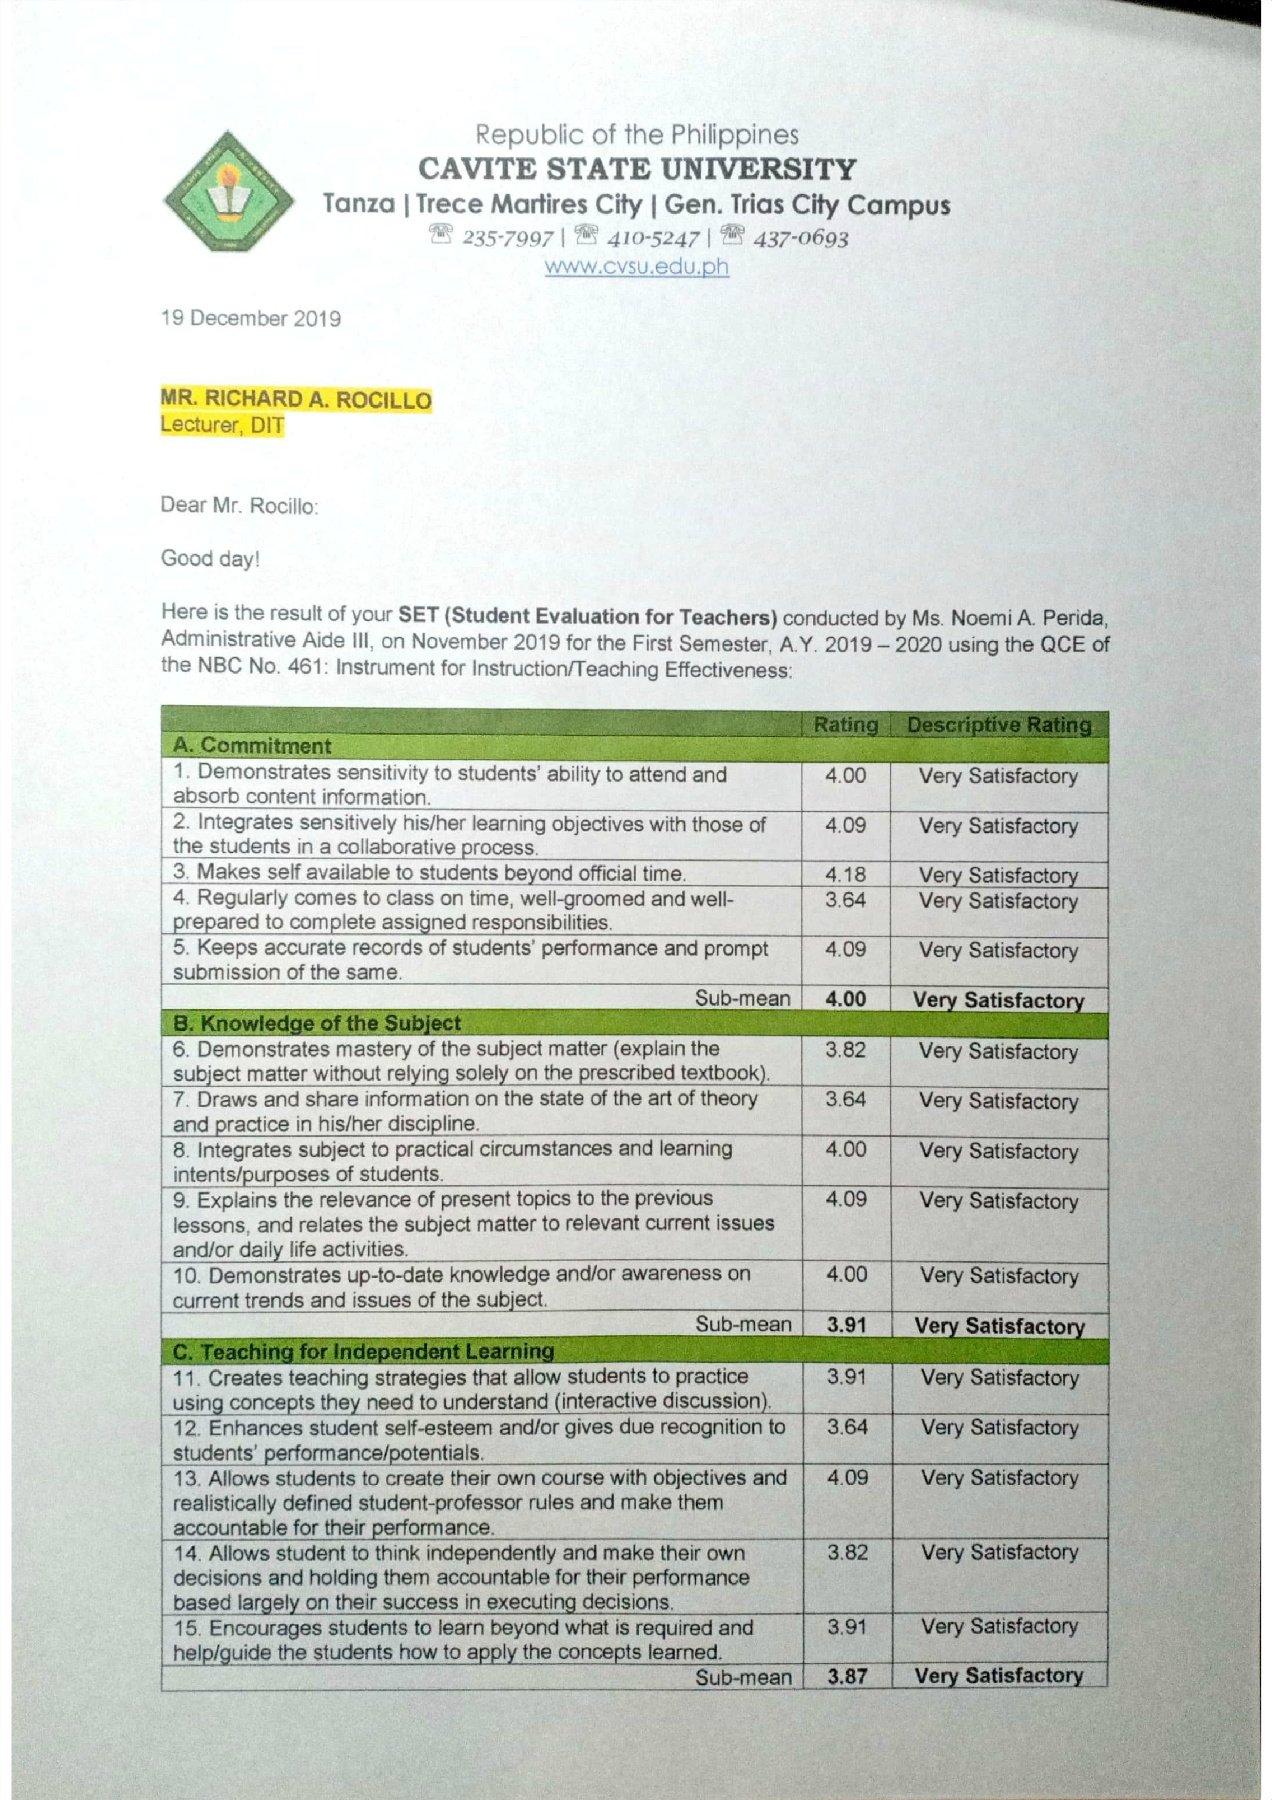 Republic of the Philippines
CAVITE STATE UNIVERSITY
Tanza | Trece Martires City | Gen. Trias City Campus
☏ 235-7997 | ☏ 410-5247 | ☏ 437-0693
www.cvsu.edu.ph
19 December 2019
MR. RICHARD A. ROCILLO
Lecturer, DIT
Dear Mr. Rocillo:
Good day!
Here is the result of your SET (Student Evaluation for Teachers) conducted by Ms. Noemi A. Perida,
Administrative Aide III, on November 2019 for the First Semester, A.Y. 2019 – 2020 using the QCE of
the NBC No. 461: Instrument for Instruction/Teaching Effectiveness:
Rating Descriptive Rating
A. Commitment
1. Demonstrates sensitivity to students' ability to attend and 4.00 Very Satisfactory
absorb content information.
2. Integrates sensitively his/her learning objectives with those of 4.09 Very Satisfactory
the students in a collaborative process.
3. Makes self available to students beyond official time. 4.18 Very Satisfactory
4. Regularly comes to class on time, well-groomed and well- 3.64 Very Satisfactory
prepared to complete assigned responsibilities.
5. Keeps accurate records of students' performance and prompt 4.09 Very Satisfactory
submission of the same.
Sub-mean 4.00 Very Satisfactory
B. Knowledge of the Subject
6. Demonstrates mastery of the subject matter (explain the 3.82 Very Satisfactory
subject matter without relying solely on the prescribed textbook).
7. Draws and share information on the state of the art of theory 3.64 Very Satisfactory
and practice in his/her discipline.
8. Integrates subject to practical circumstances and learning 4.00 Very Satisfactory
intents/purposes of students.
9. Explains the relevance of present topics to the previous 4.09 Very Satisfactory
lessons, and relates the subject matter to relevant current issues
and/or daily life activities.
10. Demonstrates up-to-date knowledge and/or awareness on 4.00 Very Satisfactory
current trends and issues of the subject.
Sub-mean 3.91 Very Satisfactory
C. Teaching for Independent Learning
11. Creates teaching strategies that allow students to practice 3.91 Very Satisfactory
using concepts they need to understand (interactive discussion).
12. Enhances student self-esteem and/or gives due recognition to 3.64 Very Satisfactory
students' performance/potentials.
13. Allows students to create their own course with objectives and 4.09 Very Satisfactory
realistically defined student-professor rules and make them
accountable for their performance.
14. Allows student to think independently and make their own 3.82 Very Satisfactory
decisions and holding them accountable for their performance
based largely on their success in executing decisions.
15. Encourages students to learn beyond what is required and 3.91 Very Satisfactory
help/guide the students how to apply the concepts learned.
Sub-mean 3.87 Very Satisfactory